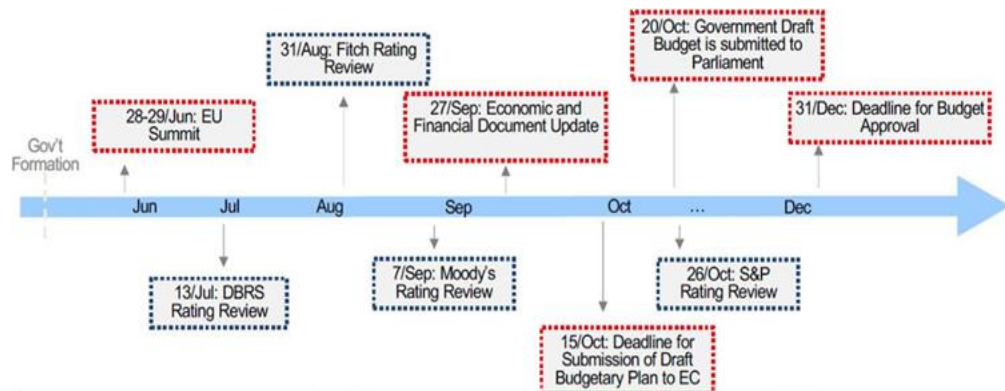 20/Oct: Government Draft
Budget is submitted to
Parliament
31/Aug: Fitch Rating
Review
27/Sep: Economic and
Financial Document Update
31/Dec: Deadline for Budget
Approval
28-29/Jun: EU
Summit
Gov't
Formation
Jun
Jul
Aug
Sep
Oct
...
Dec
13/Jul: DBRS
Rating Review
7/Sep: Moody's
Rating Review
26/Oct: S&P
Rating Review
15/Oct: Deadline for
Submission of Draft
Budgetary Plan to EC